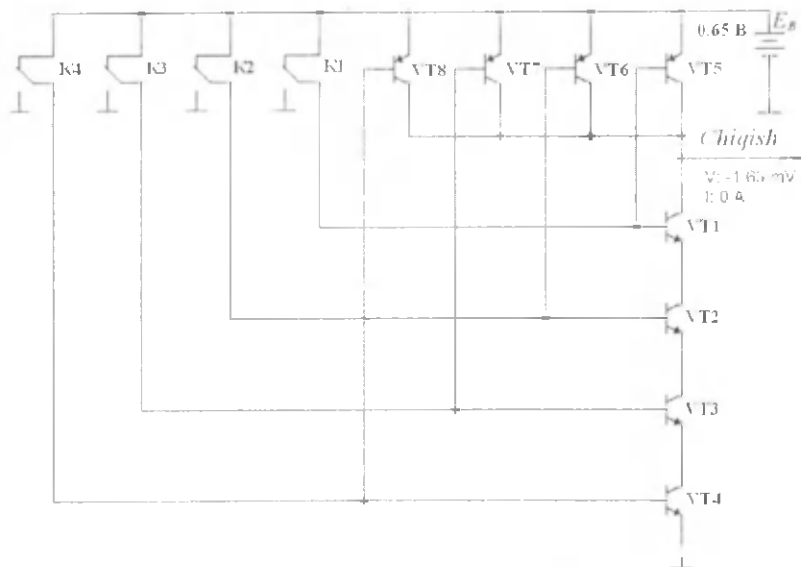 0.65 В
E_B
K4
K3
K2
K1
VT8
VT7
VT6
VT5
Chiqish
V: -1.65 mV
I: 0 A
VT1
VT2
VT3
VT4